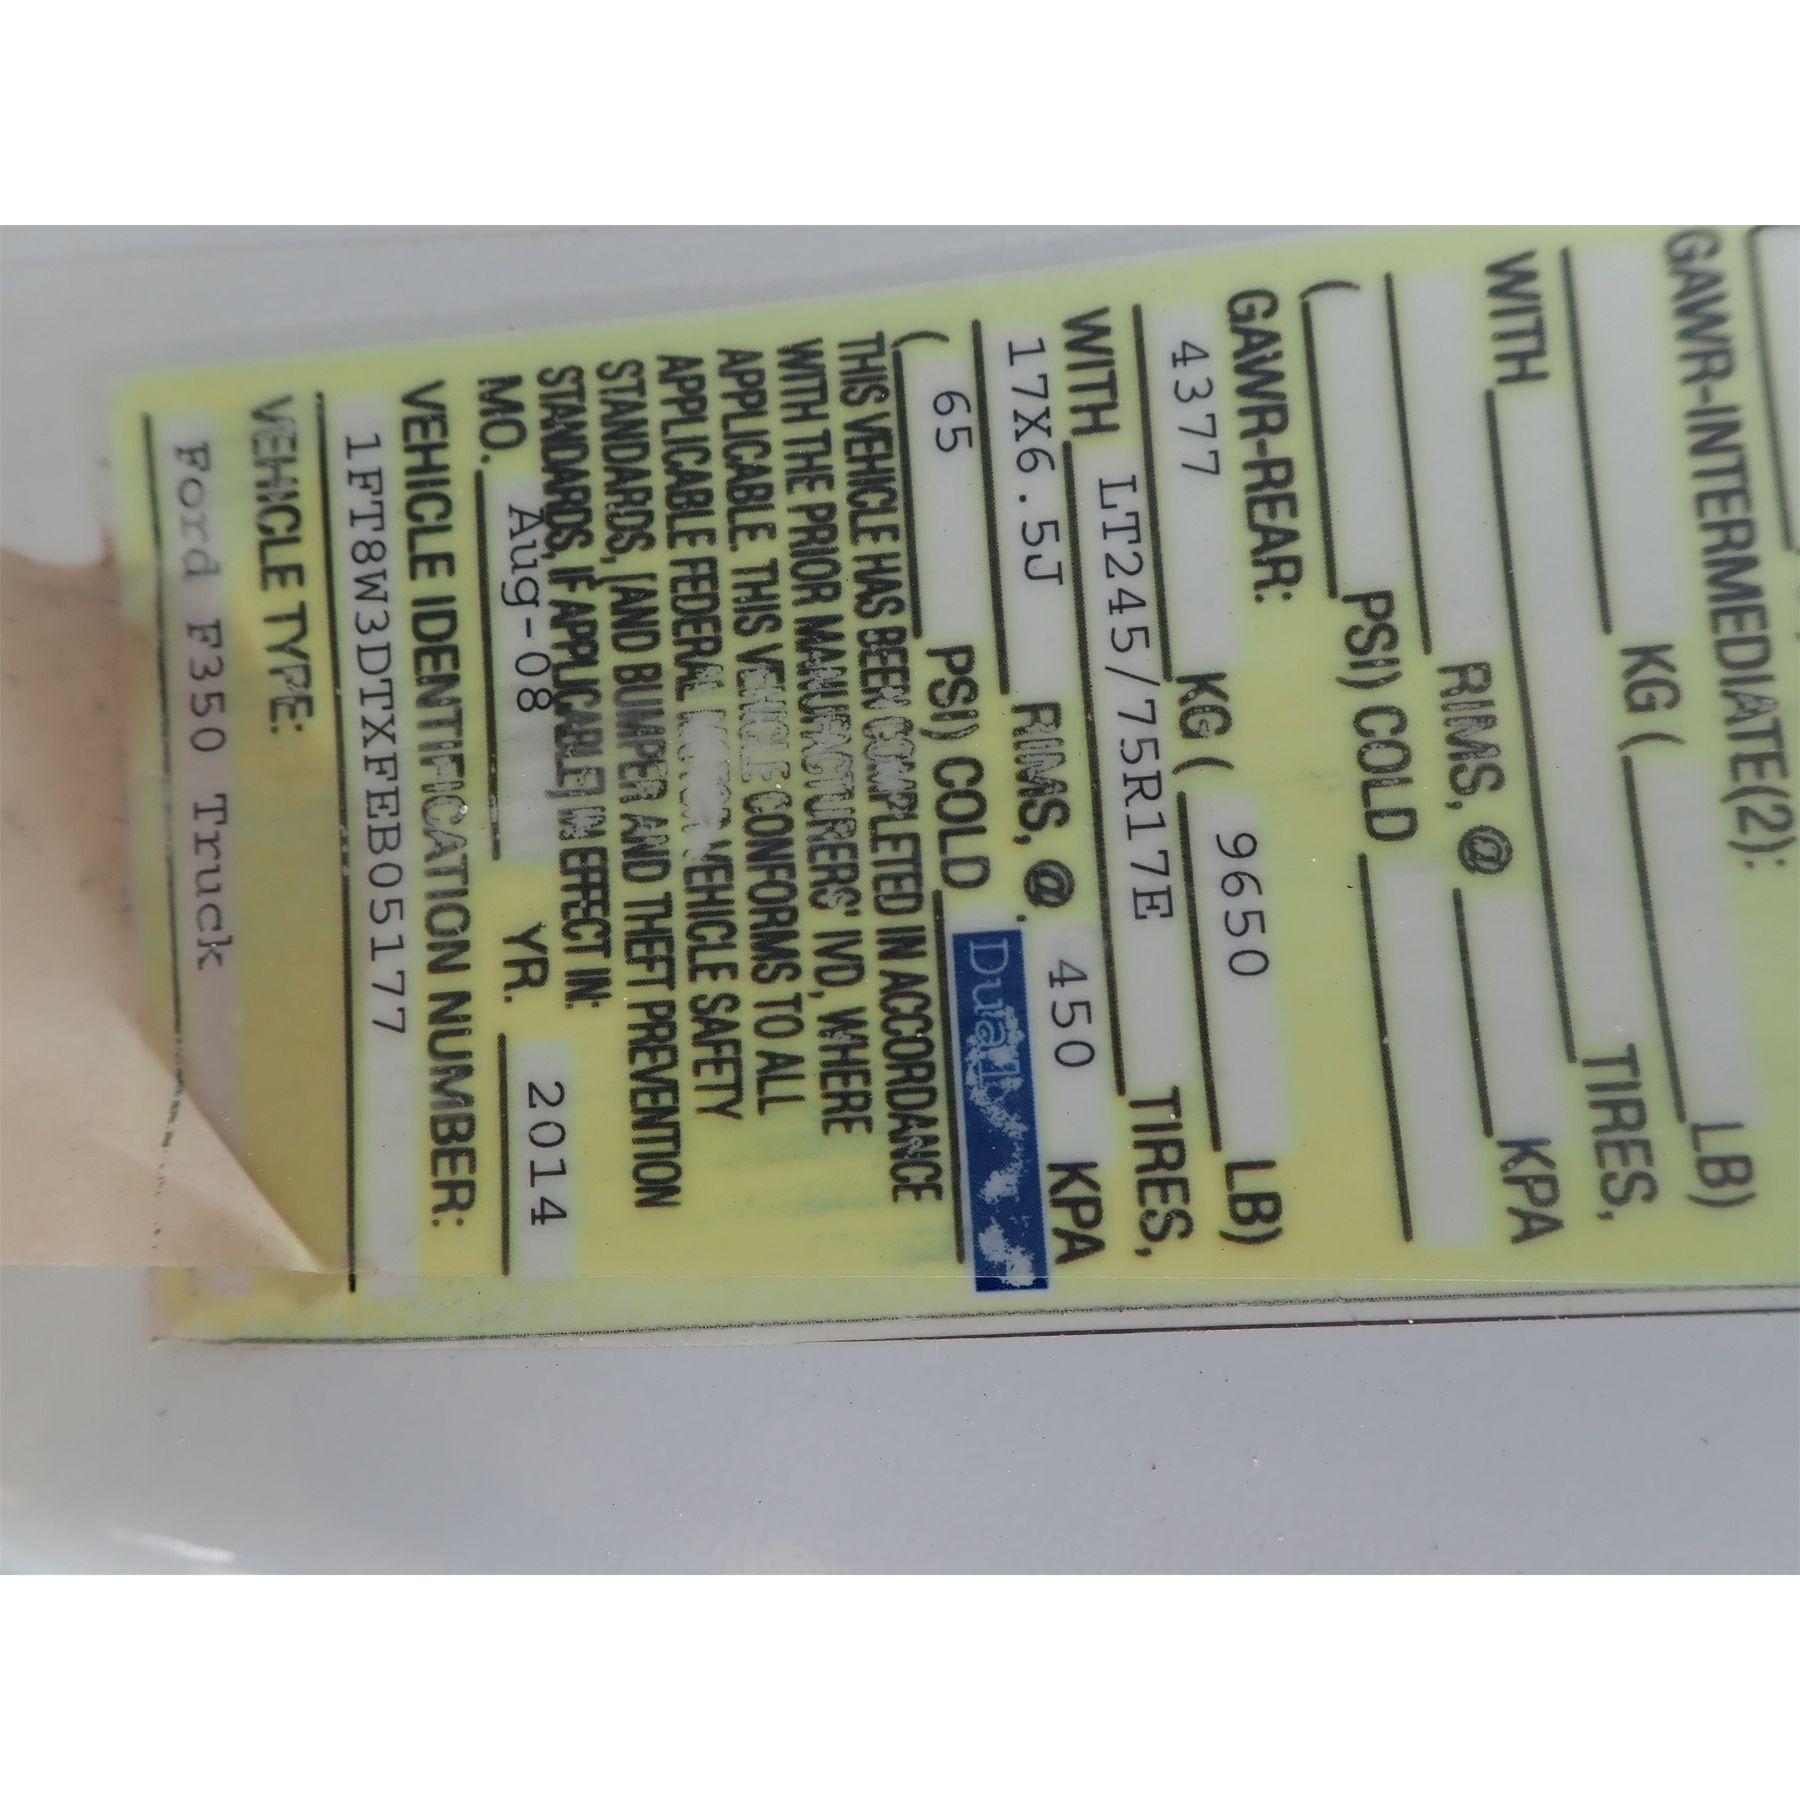 GAWR-INTERMEDIATE(2):
KG ( LB)
WITH TIRES,
RIMS, @ KPA
( PSI) COLD
GAWR-REAR:
4377 KG ( 9650 LB)
WITH LT245/75R17E TIRES,
17X6.5J RIMS, @ 450 KPA
( 65 PSI) COLD Dual
THIS VEHICLE HAS BEEN COMPLETED IN ACCORDANCE
WITH THE PRIOR MANUFACTURERS' IVD, WHERE
APPLICABLE. THIS VEHICLE CONFORMS TO ALL
APPLICABLE FEDERAL MOTOR VEHICLE SAFETY
STANDARDS, [AND BUMPER AND THEFT PREVENTION
STANDARDS, IF APPLICABLE] IN EFFECT IN:
MO. Aug-08 YR. 2014
VEHICLE IDENTIFICATION NUMBER:
1FT8W3DTXFEB05177
VEHICLE TYPE:
Ford F350 Truck